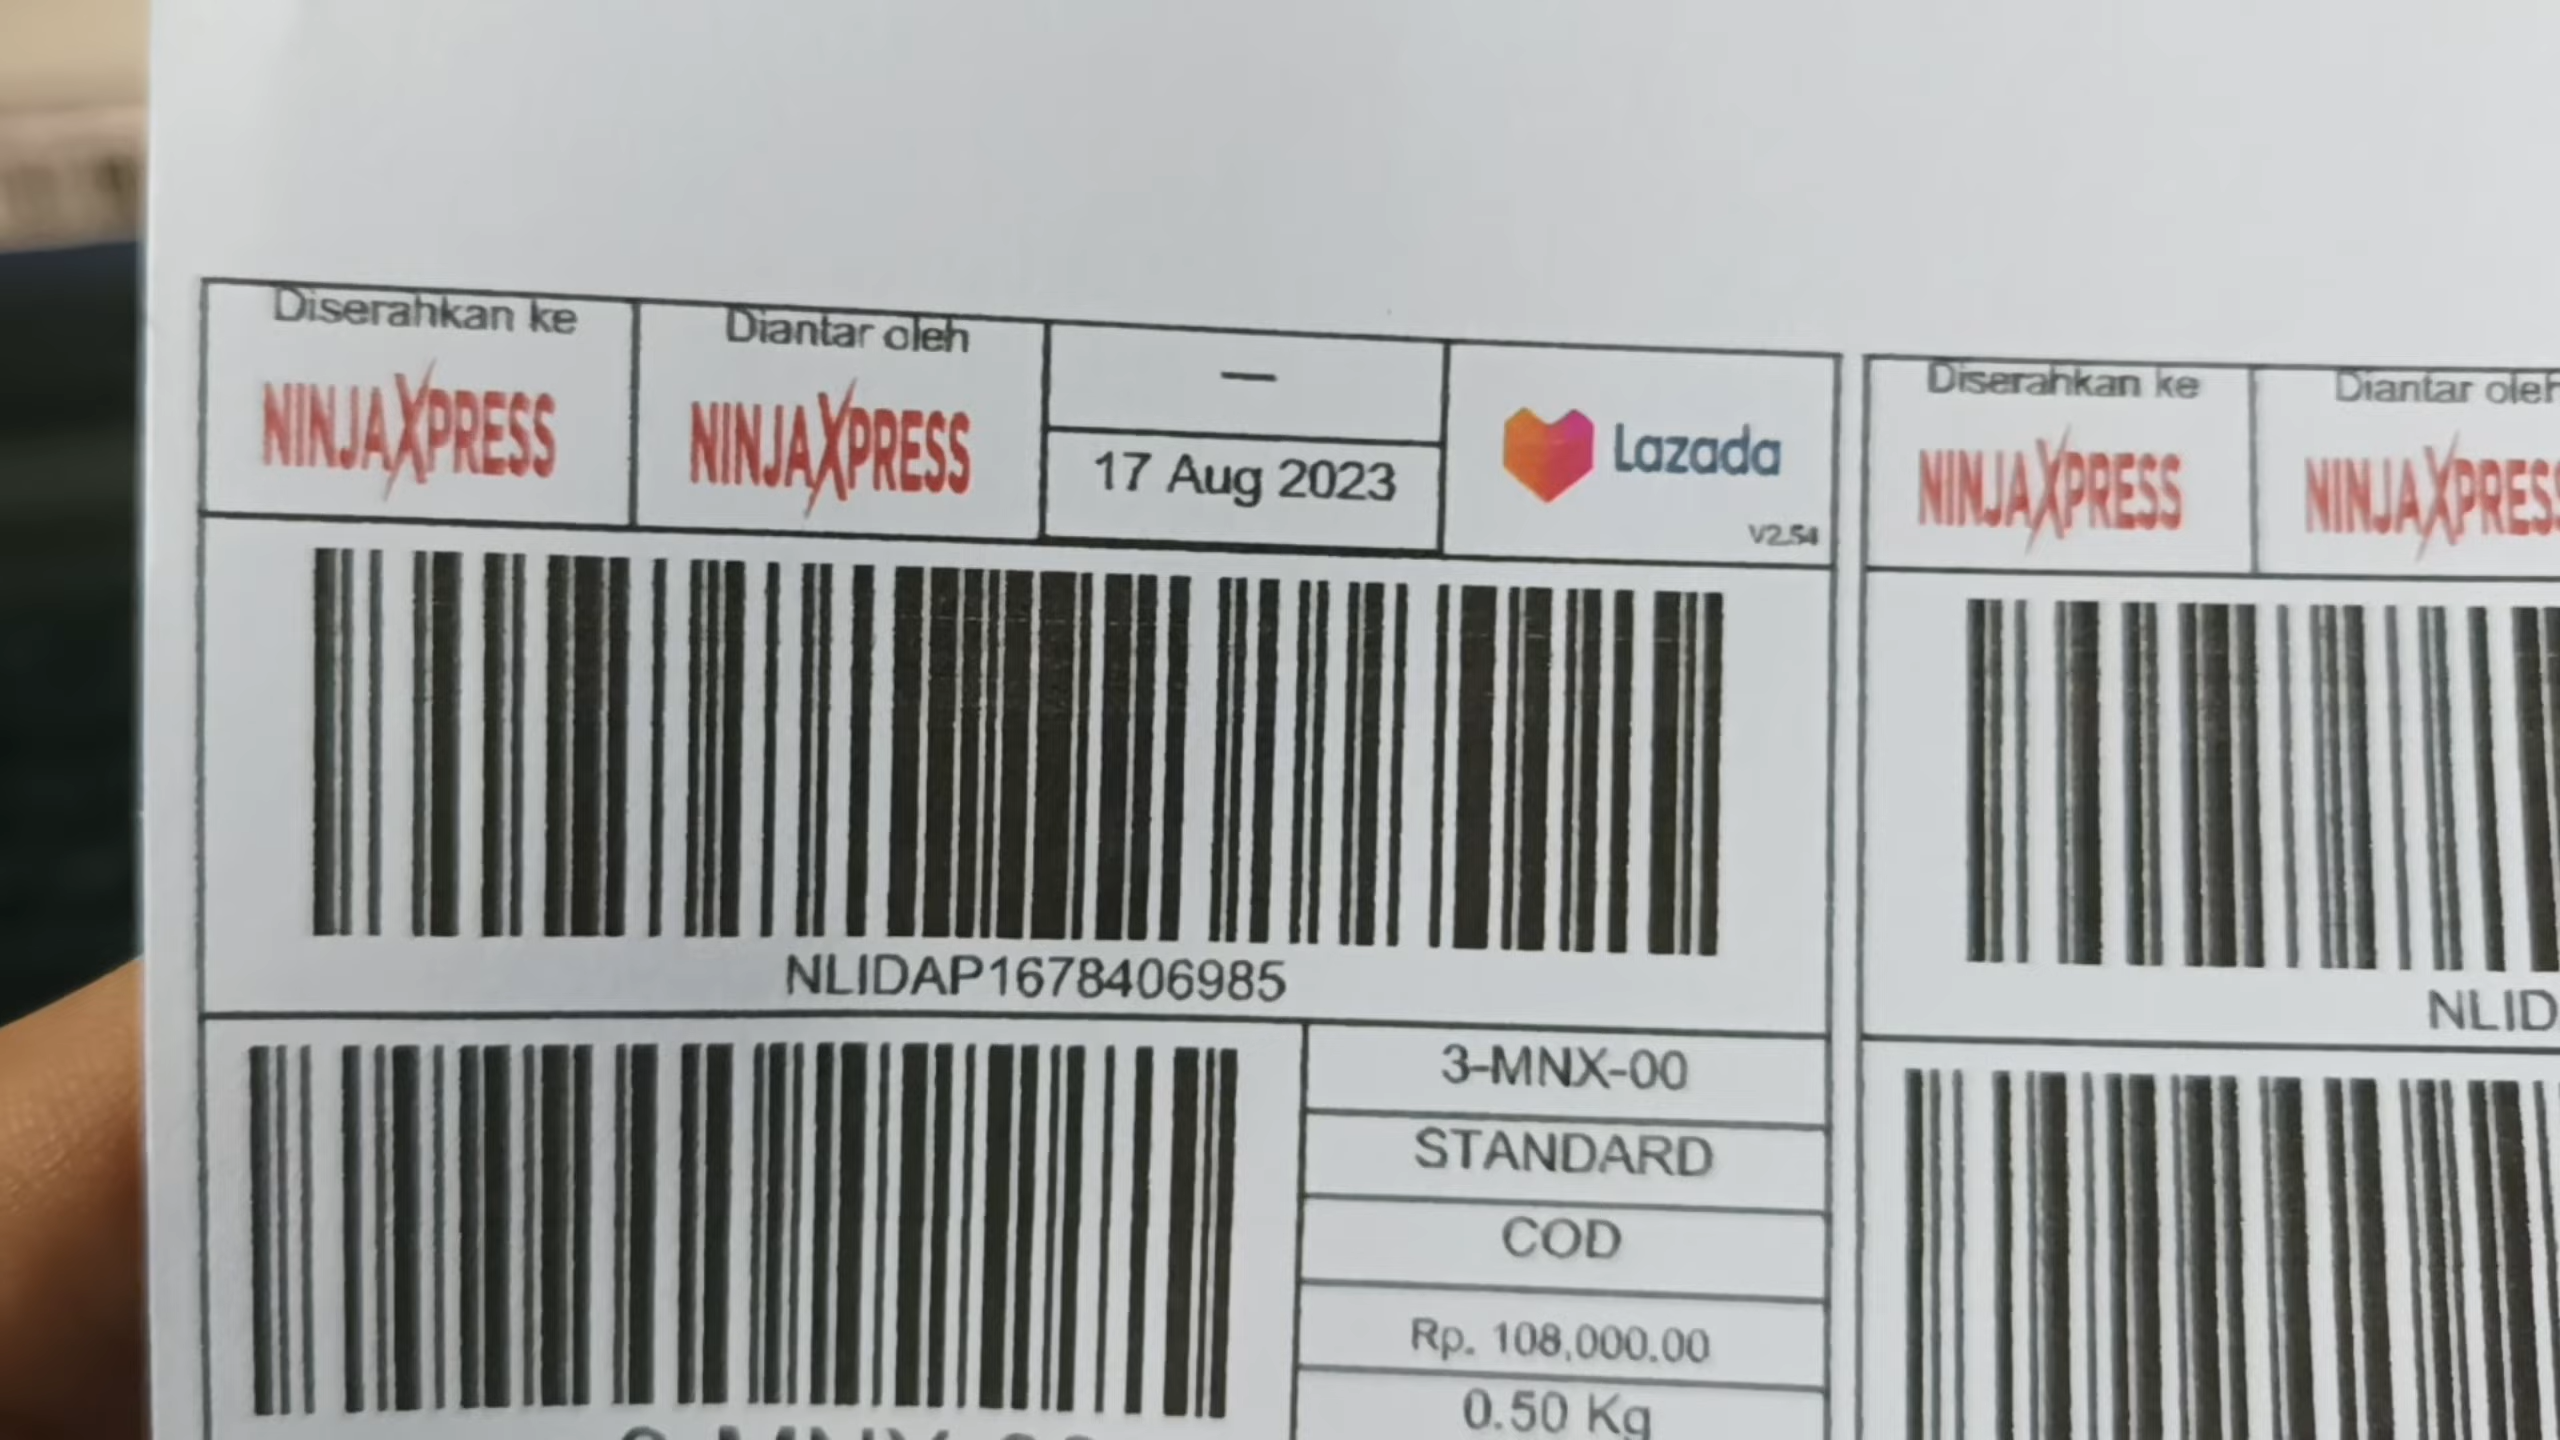 Diserahkan ke
NINJAXPRESS
Diantar oleh
NINJAXPRESS
—
17 Aug 2023
Lazada
V2.54
NLIDAP1678406985
3-MNX-00
STANDARD
COD
Rp. 108,000.00
0.50 Kg
Diserahkan ke
NINJAXPRESS
Diantar oleh
NINJAXPRESS
NLID